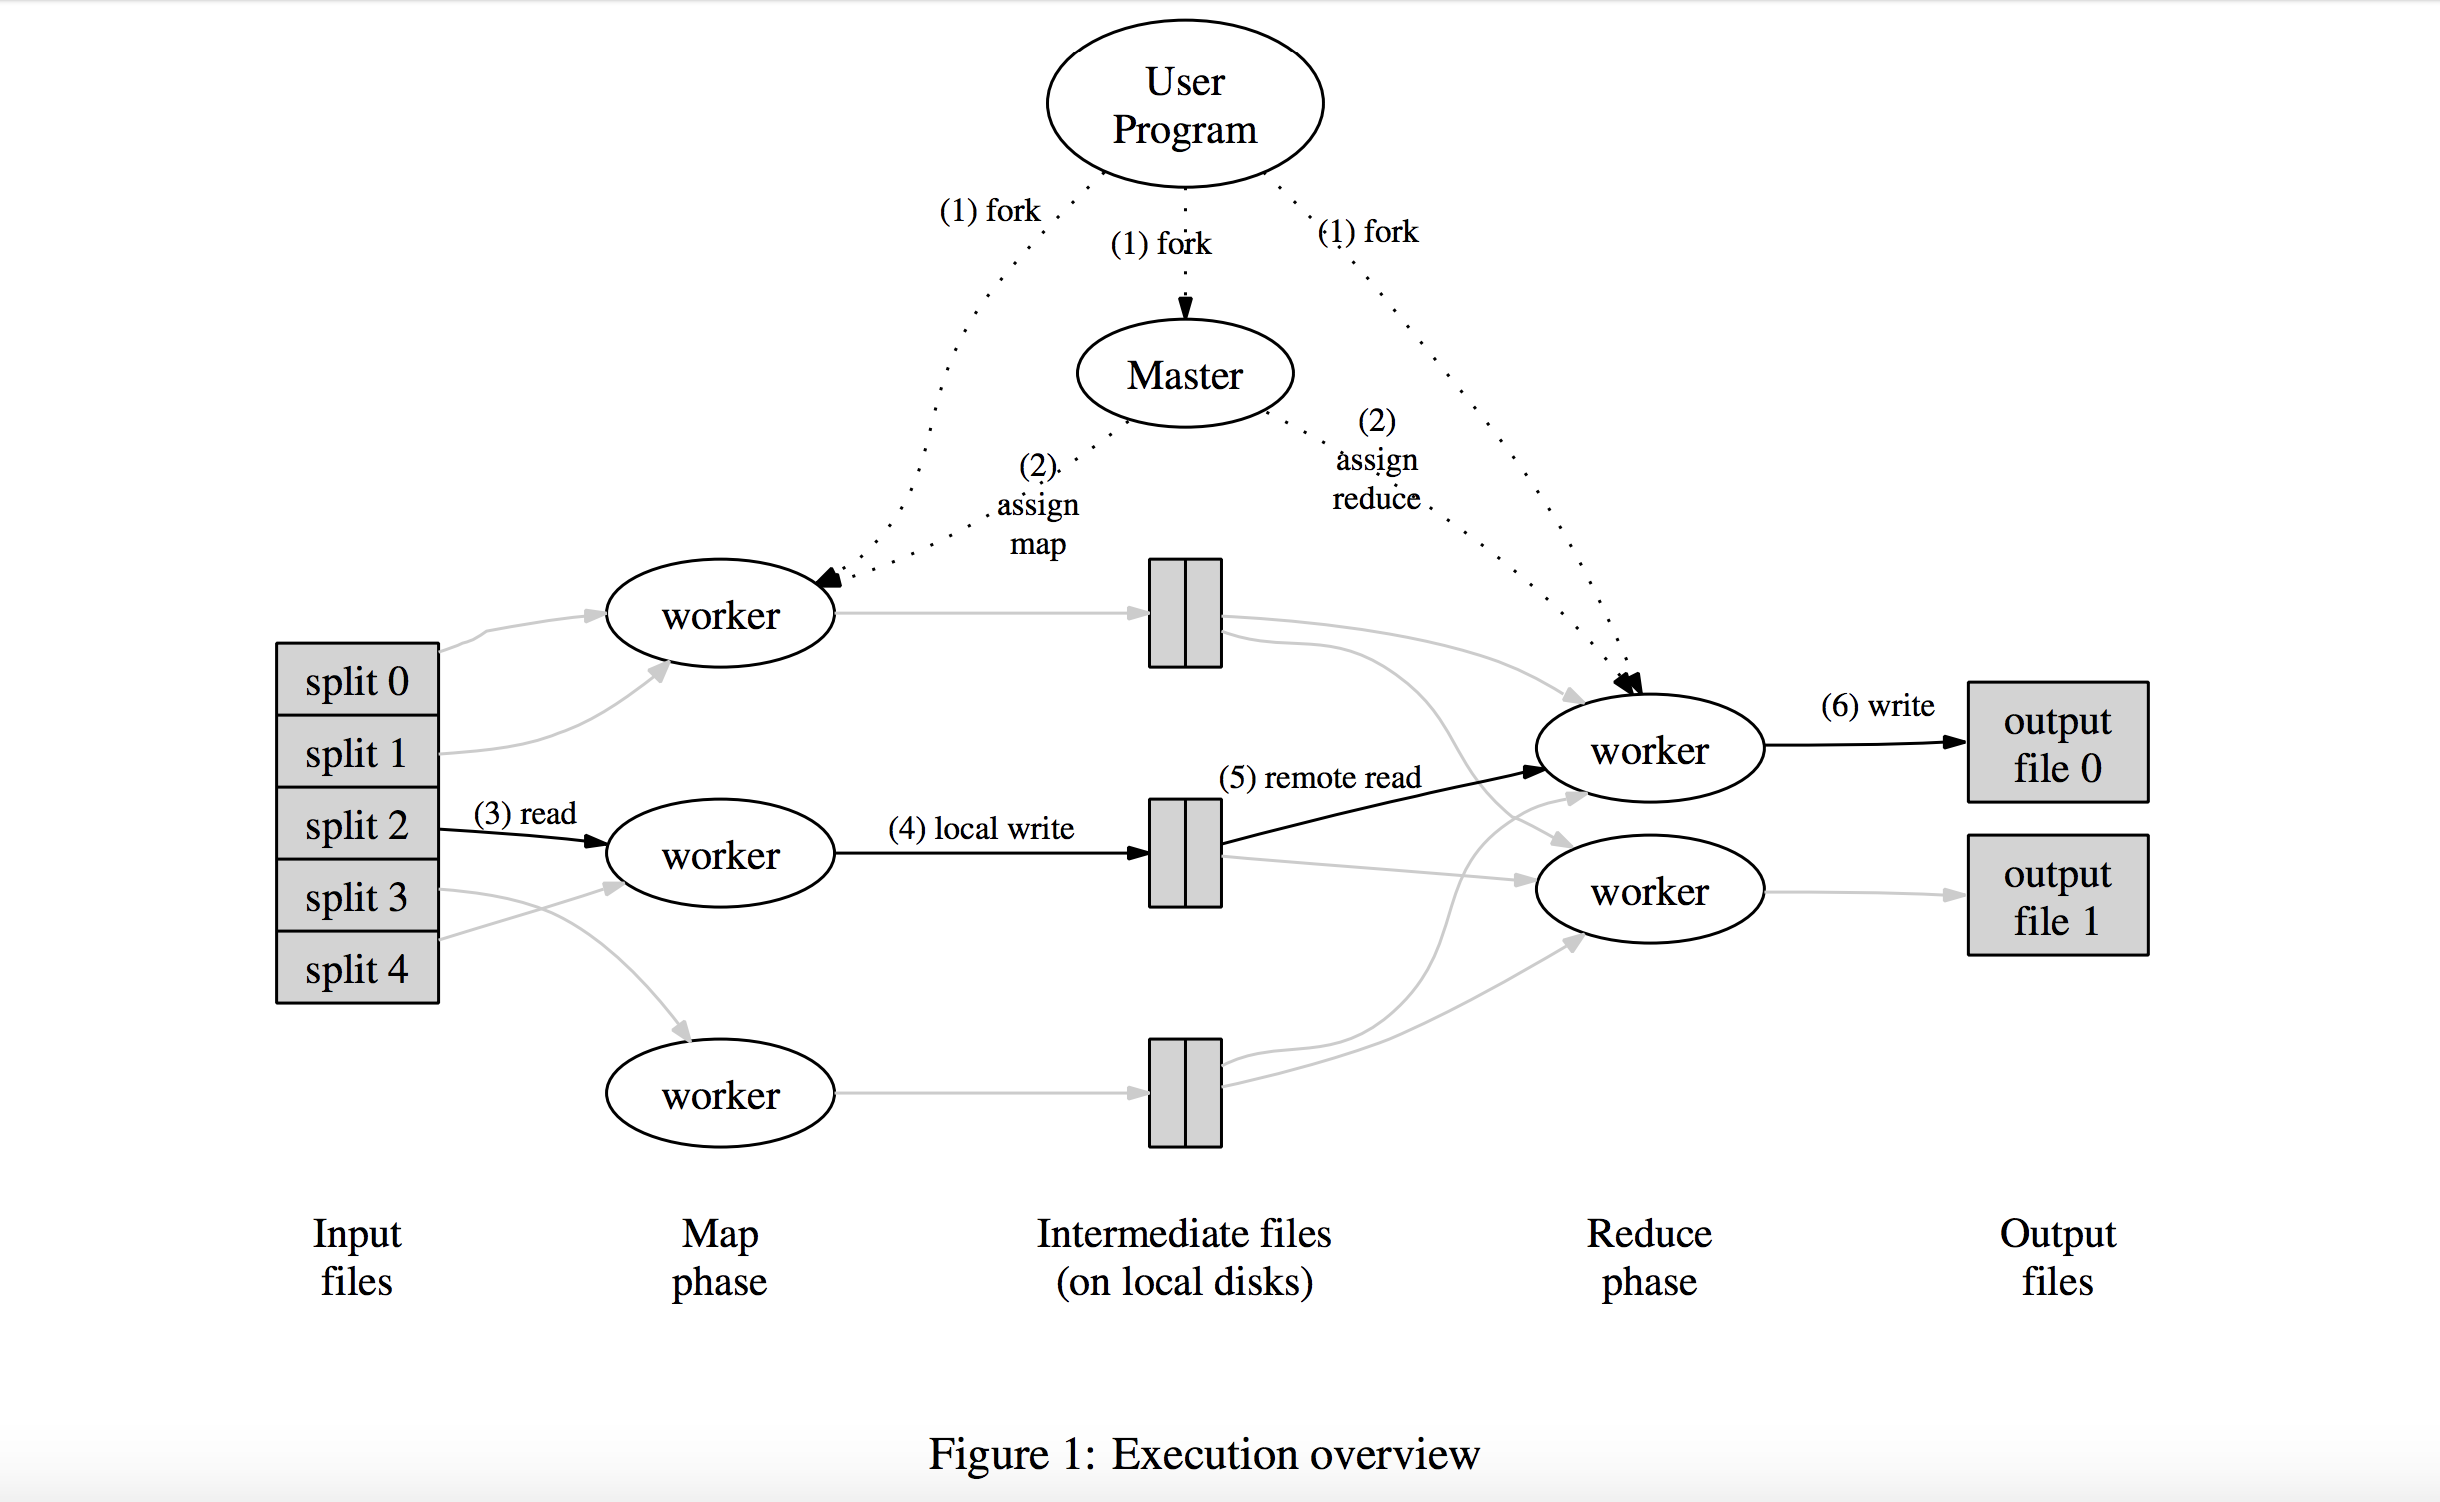 User
Program
(1) fork
(1) fork
(1) fork
Master
(2)
assign
map
(2)
assign
reduce
worker
split 0
split 1
split 2
split 3
split 4
(3) read
worker
(4) local write
(5) remote read
worker
(6) write
output
file 0
worker
output
file 1
worker
Input
files
Map
phase
Intermediate files
(on local disks)
Reduce
phase
Output
files
Figure 1: Execution overview